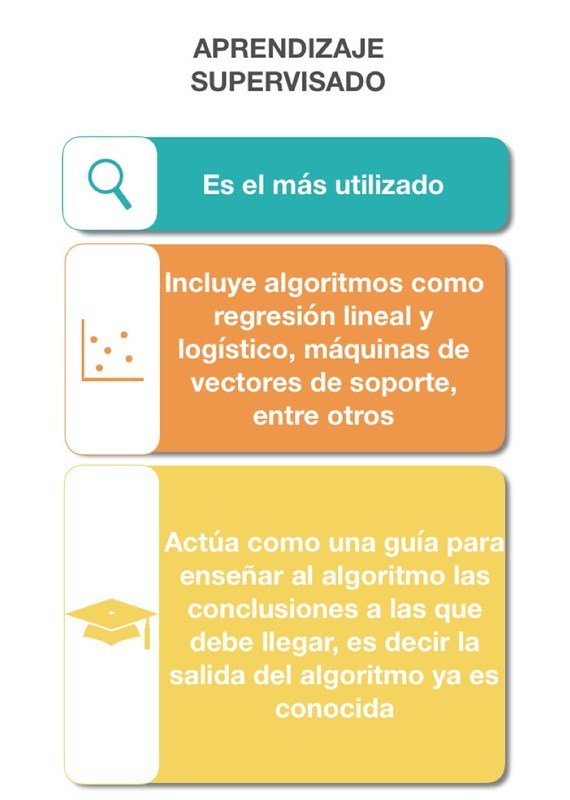 APRENDIZAJE
SUPERVISADO
Es el más utilizado
Incluye algoritmos como
regresión lineal y
logístico, máquinas de
vectores de soporte,
entre otros
Actúa como una guía para
enseñar al algoritmo las
conclusiones a las que
debe llegar, es decir la
salida del algoritmo ya es
conocida